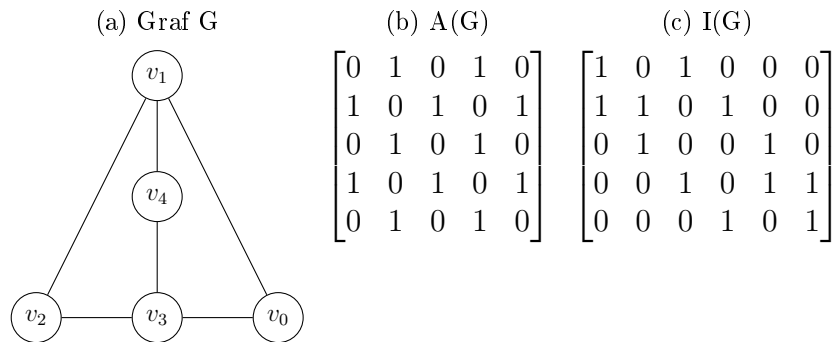 (a) Graf G
(b) A(G)
(c) I(G)
v₁
v₄
v₂
v₃
v₀
0 1 0 1 0
1 0 1 0 1
0 1 0 1 0
1 0 1 0 1
0 1 0 1 0
1 0 1 0 0 0
1 1 0 1 0 0
0 1 0 0 1 0
0 0 1 0 1 1
0 0 0 1 0 1